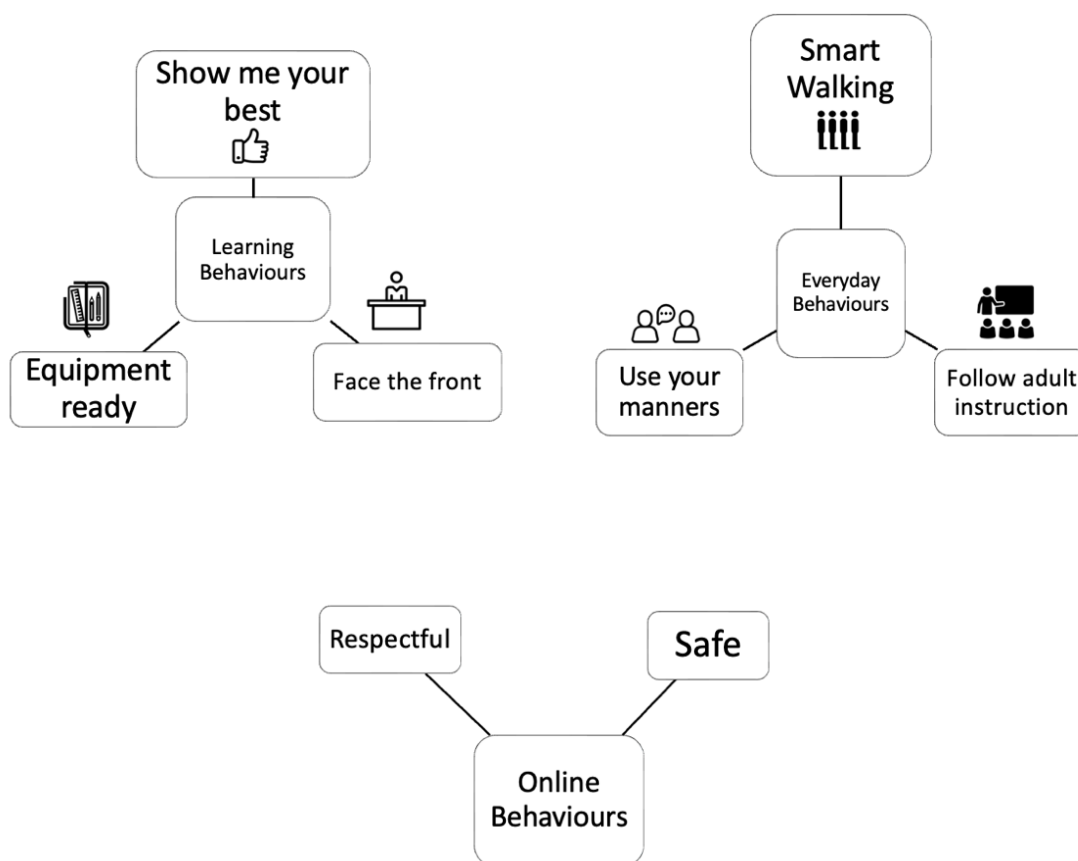 Show me your
best
Learning
Behaviours
Equipment
ready
Face the front
Smart
Walking
Everyday
Behaviours
Use your
manners
Follow adult
instruction
Respectful
Safe
Online
Behaviours